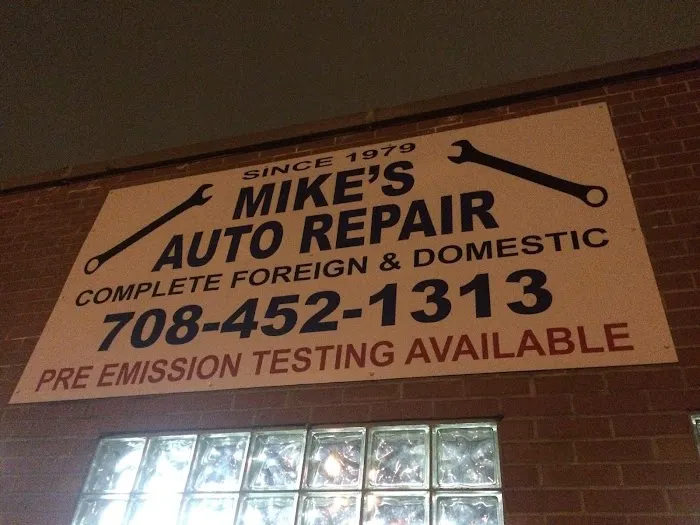 SINCE 1979
MIKE'S
AUTO REPAIR
COMPLETE FOREIGN & DOMESTIC
708-452-1313
PRE EMISSION TESTING AVAILABLE